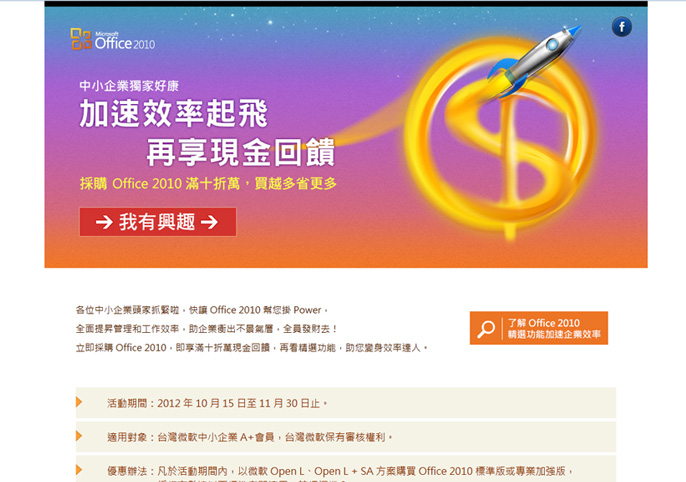 Microsoft
Office 2010
f
中小企業獨家好康
加速效率起飛
再享現金回饋
採購 Office 2010 滿十折萬，買越多省更多
→ 我有興趣 →
各位中小企業頭家抓緊啦，快讓 Office 2010 幫您掛 Power，
全面提昇管理和工作效率，助企業衝出不景氣層，全員發財去！
立即採購 Office 2010，即享滿十折萬現金回饋，再看精選功能，助您變身效率達人。
了解 Office 2010
精選功能加速企業效率
活動期間：2012 年 10 月 15 日至 11 月 30 日止。
適用對象：台灣微軟中小企業 A+會員，台灣微軟保有審核權利。
優惠辦法：凡於活動期間內，以微軟 Open L、Open L + SA 方案購買 Office 2010 標準版或專業加強版，